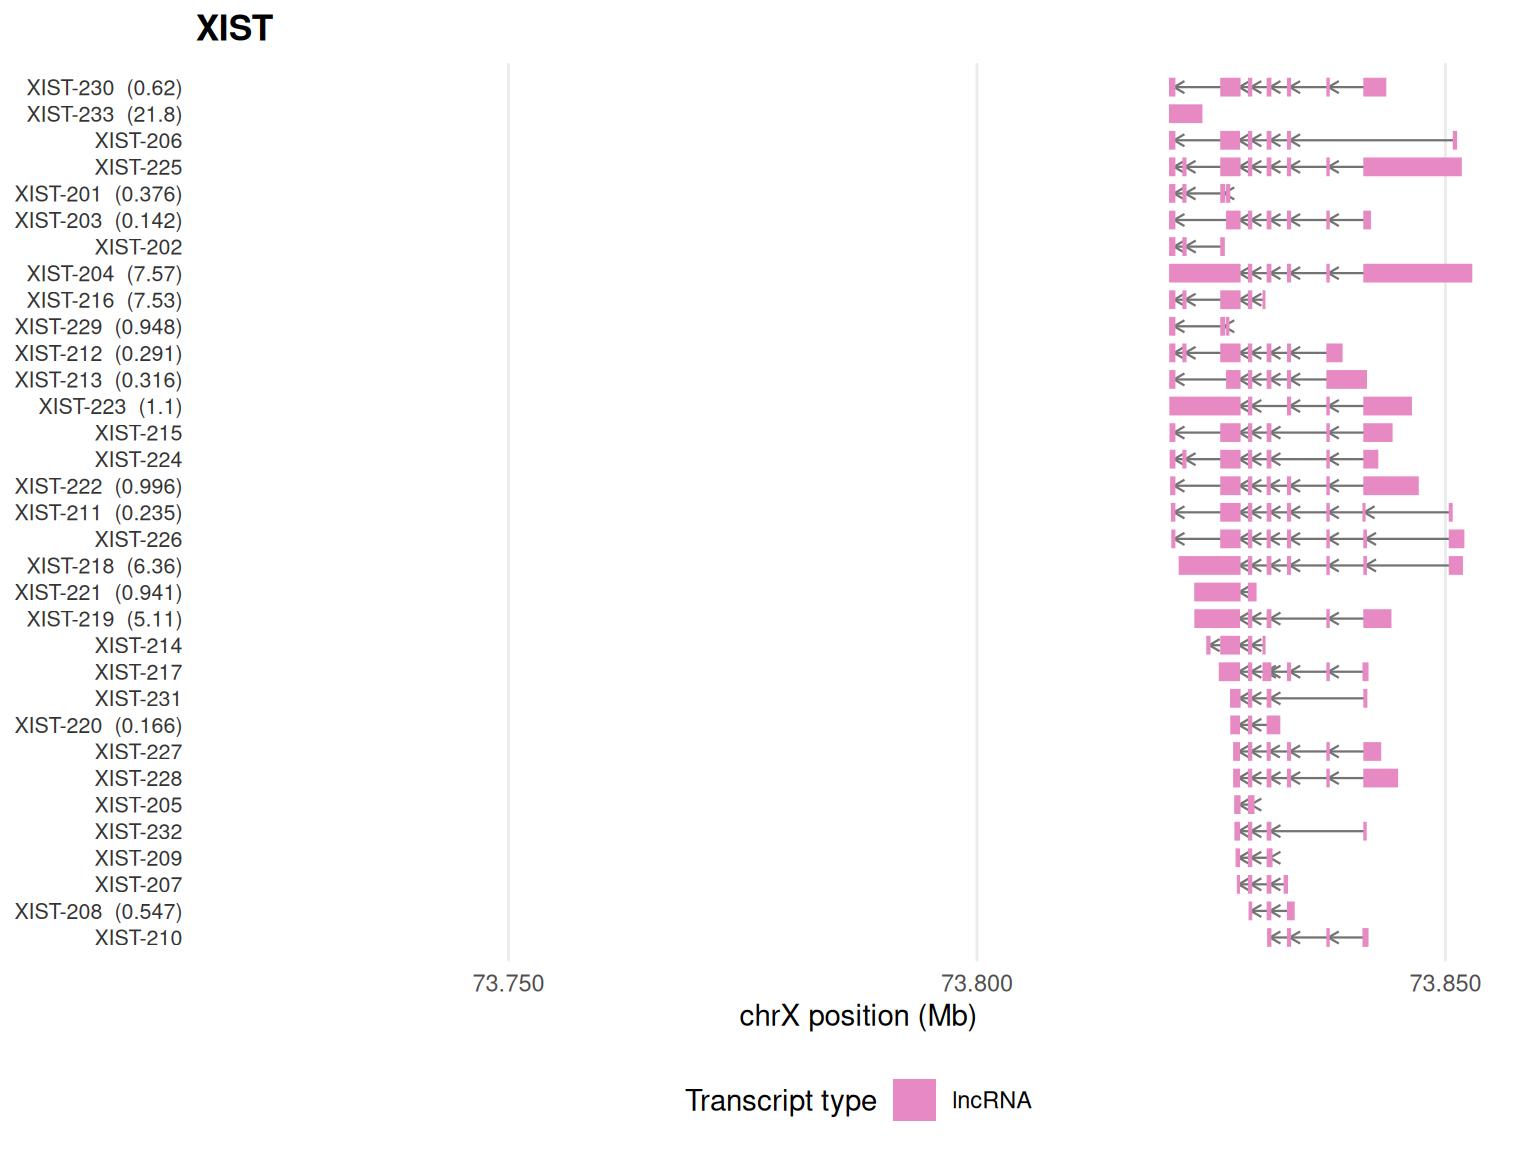 XIST
XIST-230 (0.62)
XIST-233 (21.8)
XIST-206
XIST-225
XIST-201 (0.376)
XIST-203 (0.142)
XIST-202
XIST-204 (7.57)
XIST-216 (7.53)
XIST-229 (0.948)
XIST-212 (0.291)
XIST-213 (0.316)
XIST-223 (1.1)
XIST-215
XIST-224
XIST-222 (0.996)
XIST-211 (0.235)
XIST-226
XIST-218 (6.36)
XIST-221 (0.941)
XIST-219 (5.11)
XIST-214
XIST-217
XIST-231
XIST-220 (0.166)
XIST-227
XIST-228
XIST-205
XIST-232
XIST-209
XIST-207
XIST-208 (0.547)
XIST-210
73.750 73.800 73.850
chrX position (Mb)
Transcript type lncRNA